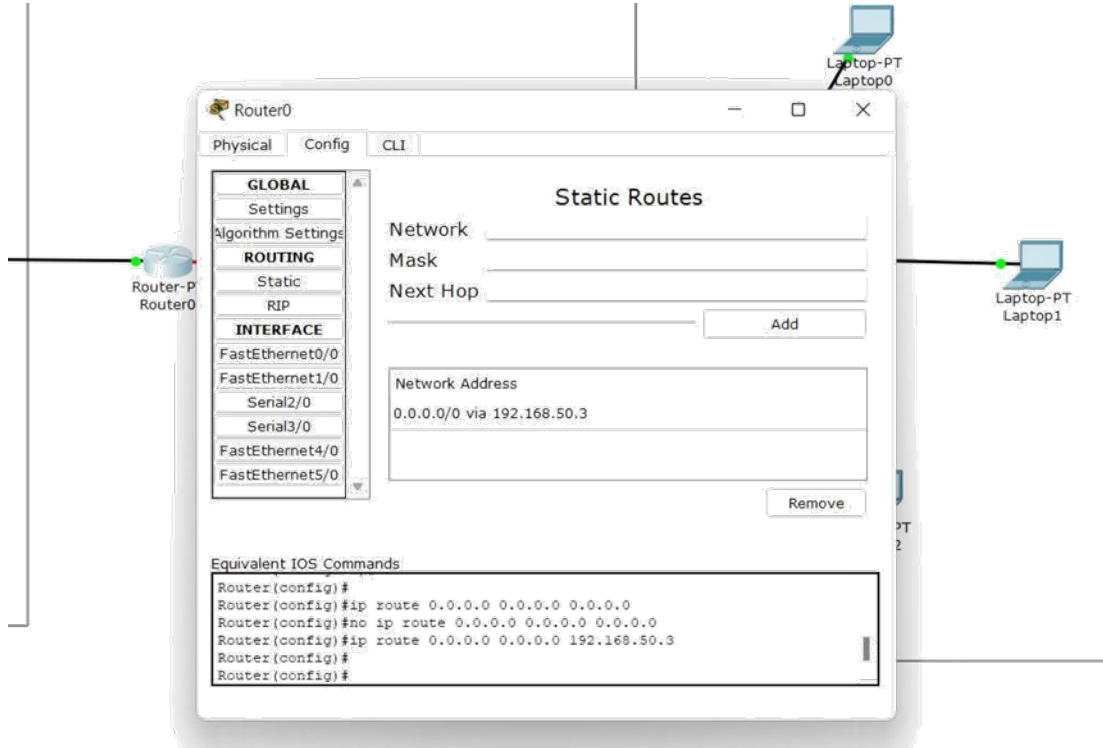 Laptop-PT
Laptop0
Router0
Physical
Config
CLI
GLOBAL
Settings
Algorithm Settings
ROUTING
Static
RIP
INTERFACE
FastEthernet0/0
FastEthernet1/0
Serial2/0
Serial3/0
FastEthernet4/0
FastEthernet5/0
Static Routes
Network
Mask
Next Hop
Add
Network Address
0.0.0.0/0 via 192.168.50.3
Remove
Equivalent IOS Commands
Router(config)#
Router(config)#ip route 0.0.0.0 0.0.0.0 0.0.0.0
Router(config)#no ip route 0.0.0.0 0.0.0.0 0.0.0.0
Router(config)#ip route 0.0.0.0 0.0.0.0 192.168.50.3
Router(config)#
Router(config)#
Router-P
Router0
Laptop-PT
Laptop1
PT
2